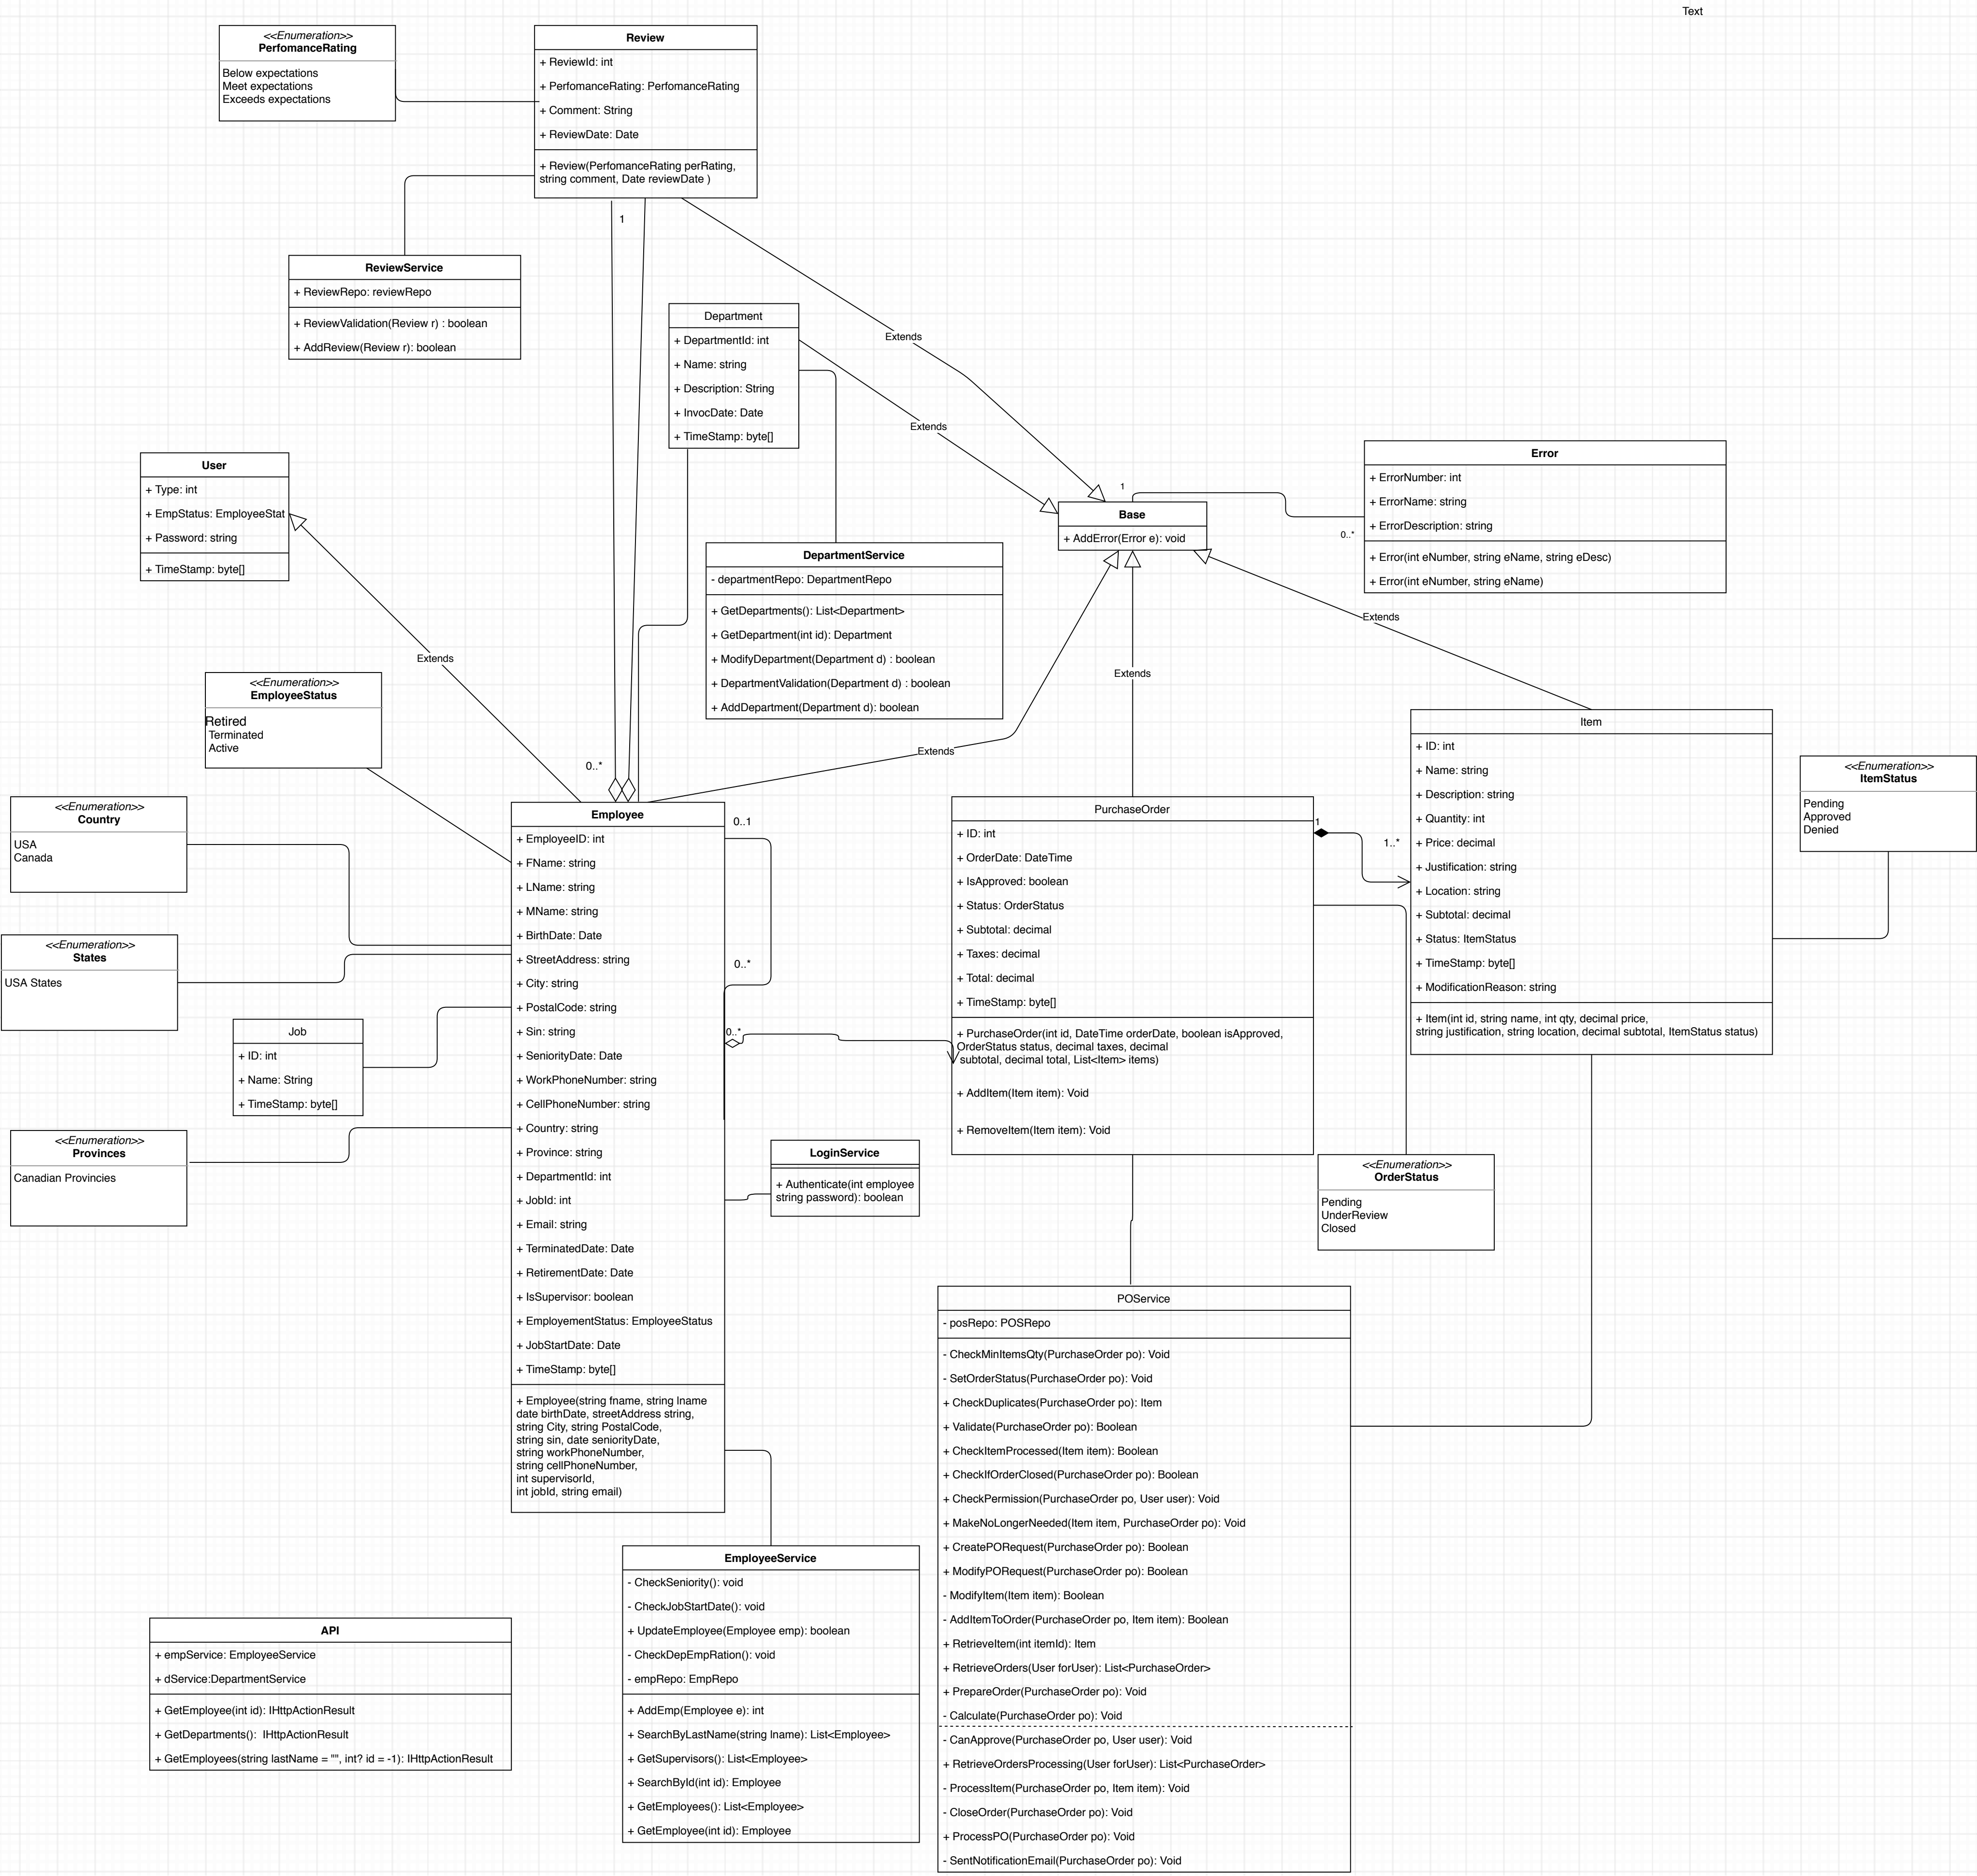 Text
<<Enumeration>>
PerfomanceRating
Below expectations
Meet expectations
Exceeds expectations
Review
+ ReviewId: int
+ PerfomanceRating: PerfomanceRating
+ Comment: String
+ ReviewDate: Date
+ Review(PerfomanceRating perRating,
string comment, Date reviewDate )
1
ReviewService
+ ReviewRepo: reviewRepo
+ ReviewValidation(Review r) : boolean
+ AddReview(Review r): boolean
Department
+ DepartmentId: int
+ Name: string
+ Description: String
+ InvocDate: Date
+ TimeStamp: byte[]
Extends
Extends
User
+ Type: int
+ EmpStatus: EmployeeStat
+ Password: string
+ TimeStamp: byte[]
1
Base
+ AddError(Error e): void
0..*
Error
+ ErrorNumber: int
+ ErrorName: string
+ ErrorDescription: string
+ Error(int eNumber, string eName, string eDesc)
+ Error(int eNumber, string eName)
DepartmentService
- departmentRepo: DepartmentRepo
+ GetDepartments(): List<Department>
+ GetDepartment(int id): Department
+ ModifyDepartment(Department d) : boolean
+ DepartmentValidation(Department d) : boolean
+ AddDepartment(Department d): boolean
Extends
Extends
Extends
Extends
<<Enumeration>>
EmployeeStatus
Retired
Terminated
Active
0..*
<<Enumeration>>
Country
USA
Canada
<<Enumeration>>
States
USA States
Job
+ ID: int
+ Name: String
+ TimeStamp: byte[]
<<Enumeration>>
Provinces
Canadian Provincies
Employee
+ EmployeeID: int
+ FName: string
+ LName: string
+ MName: string
+ BirthDate: Date
+ StreetAddress: string
+ City: string
+ PostalCode: string
+ Sin: string
+ SeniorityDate: Date
+ WorkPhoneNumber: string
+ CellPhoneNumber: string
+ Country: string
+ Province: string
+ DepartmentId: int
+ JobId: int
+ Email: string
+ TerminatedDate: Date
+ RetirementDate: Date
+ IsSupervisor: boolean
+ EmployementStatus: EmployeeStatus
+ JobStartDate: Date
+ TimeStamp: byte[]
+ Employee(string fname, string lname
date birthDate, streetAddress string,
string City, string PostalCode,
string sin, date seniorityDate,
string workPhoneNumber,
string cellPhoneNumber,
int supervisorId,
int jobId, string email)
0..1
0..*
0..*
LoginService
+ Authenticate(int employee
string password): boolean
PurchaseOrder
+ ID: int
+ OrderDate: DateTime
+ IsApproved: boolean
+ Status: OrderStatus
+ Subtotal: decimal
+ Taxes: decimal
+ Total: decimal
+ TimeStamp: byte[]
+ PurchaseOrder(int id, DateTime orderDate, boolean isApproved,
OrderStatus status, decimal taxes, decimal
subtotal, decimal total, List<Item> items)
+ AddItem(Item item): Void
+ RemoveItem(Item item): Void
1
1..*
Item
+ ID: int
+ Name: string
+ Description: string
+ Quantity: int
+ Price: decimal
+ Justification: string
+ Location: string
+ Subtotal: decimal
+ Status: ItemStatus
+ TimeStamp: byte[]
+ ModificationReason: string
+ Item(int id, string name, int qty, decimal price,
string justification, string location, decimal subtotal, ItemStatus status)
<<Enumeration>>
ItemStatus
Pending
Approved
Denied
<<Enumeration>>
OrderStatus
Pending
UnderReview
Closed
POService
- posRepo: POSRepo
- CheckMinItemsQty(PurchaseOrder po): Void
- SetOrderStatus(PurchaseOrder po): Void
+ CheckDuplicates(PurchaseOrder po): Item
+ Validate(PurchaseOrder po): Boolean
+ CheckItemProcessed(Item item): Boolean
+ CheckIfOrderClosed(PurchaseOrder po): Boolean
+ CheckPermission(PurchaseOrder po, User user): Void
+ MakeNoLongerNeeded(Item item, PurchaseOrder po): Void
+ CreatePORequest(PurchaseOrder po): Boolean
+ ModifyPORequest(PurchaseOrder po): Boolean
- ModifyItem(Item item): Boolean
- AddItemToOrder(PurchaseOrder po, Item item): Boolean
+ RetrieveItem(int itemId): Item
+ RetrieveOrders(User forUser): List<PurchaseOrder>
+ PrepareOrder(PurchaseOrder po): Void
- Calculate(PurchaseOrder po): Void
- CanApprove(PurchaseOrder po, User user): Void
+ RetrieveOrdersProcessing(User forUser): List<PurchaseOrder>
- ProcessItem(PurchaseOrder po, Item item): Void
- CloseOrder(PurchaseOrder po): Void
+ ProcessPO(PurchaseOrder po): Void
- SentNotificationEmail(PurchaseOrder po): Void
EmployeeService
- CheckSeniority(): void
- CheckJobStartDate(): void
+ UpdateEmployee(Employee emp): boolean
- CheckDepEmpRation(): void
- empRepo: EmpRepo
+ AddEmp(Employee e): int
+ SearchByLastName(string lname): List<Employee>
+ GetSupervisors(): List<Employee>
+ SearchById(int id): Employee
+ GetEmployees(): List<Employee>
+ GetEmployee(int id): Employee
API
+ empService: EmployeeService
+ dService:DepartmentService
+ GetEmployee(int id): IHttpActionResult
+ GetDepartments():  IHttpActionResult
+ GetEmployees(string lastName = "", int? id = -1): IHttpActionResult